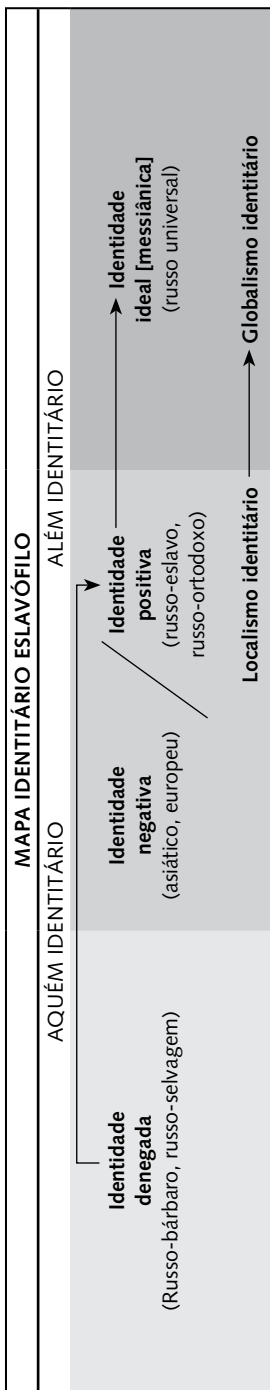 MAPA IDENTITÁRIO ESLAVÓFILO
AQUÉM IDENTITÁRIO
ALÉM IDENTITÁRIO
Identidade
denegada
(Russo-bárbaro, russo-selvagem)
Identidade
negativa
(asiático, europeu)
Identidade
positiva
(russo-eslavo,
russo-ortodoxo)
Identidade
ideal [messiânica]
(russo universal)
Localismo identitário
Globalismo identitário